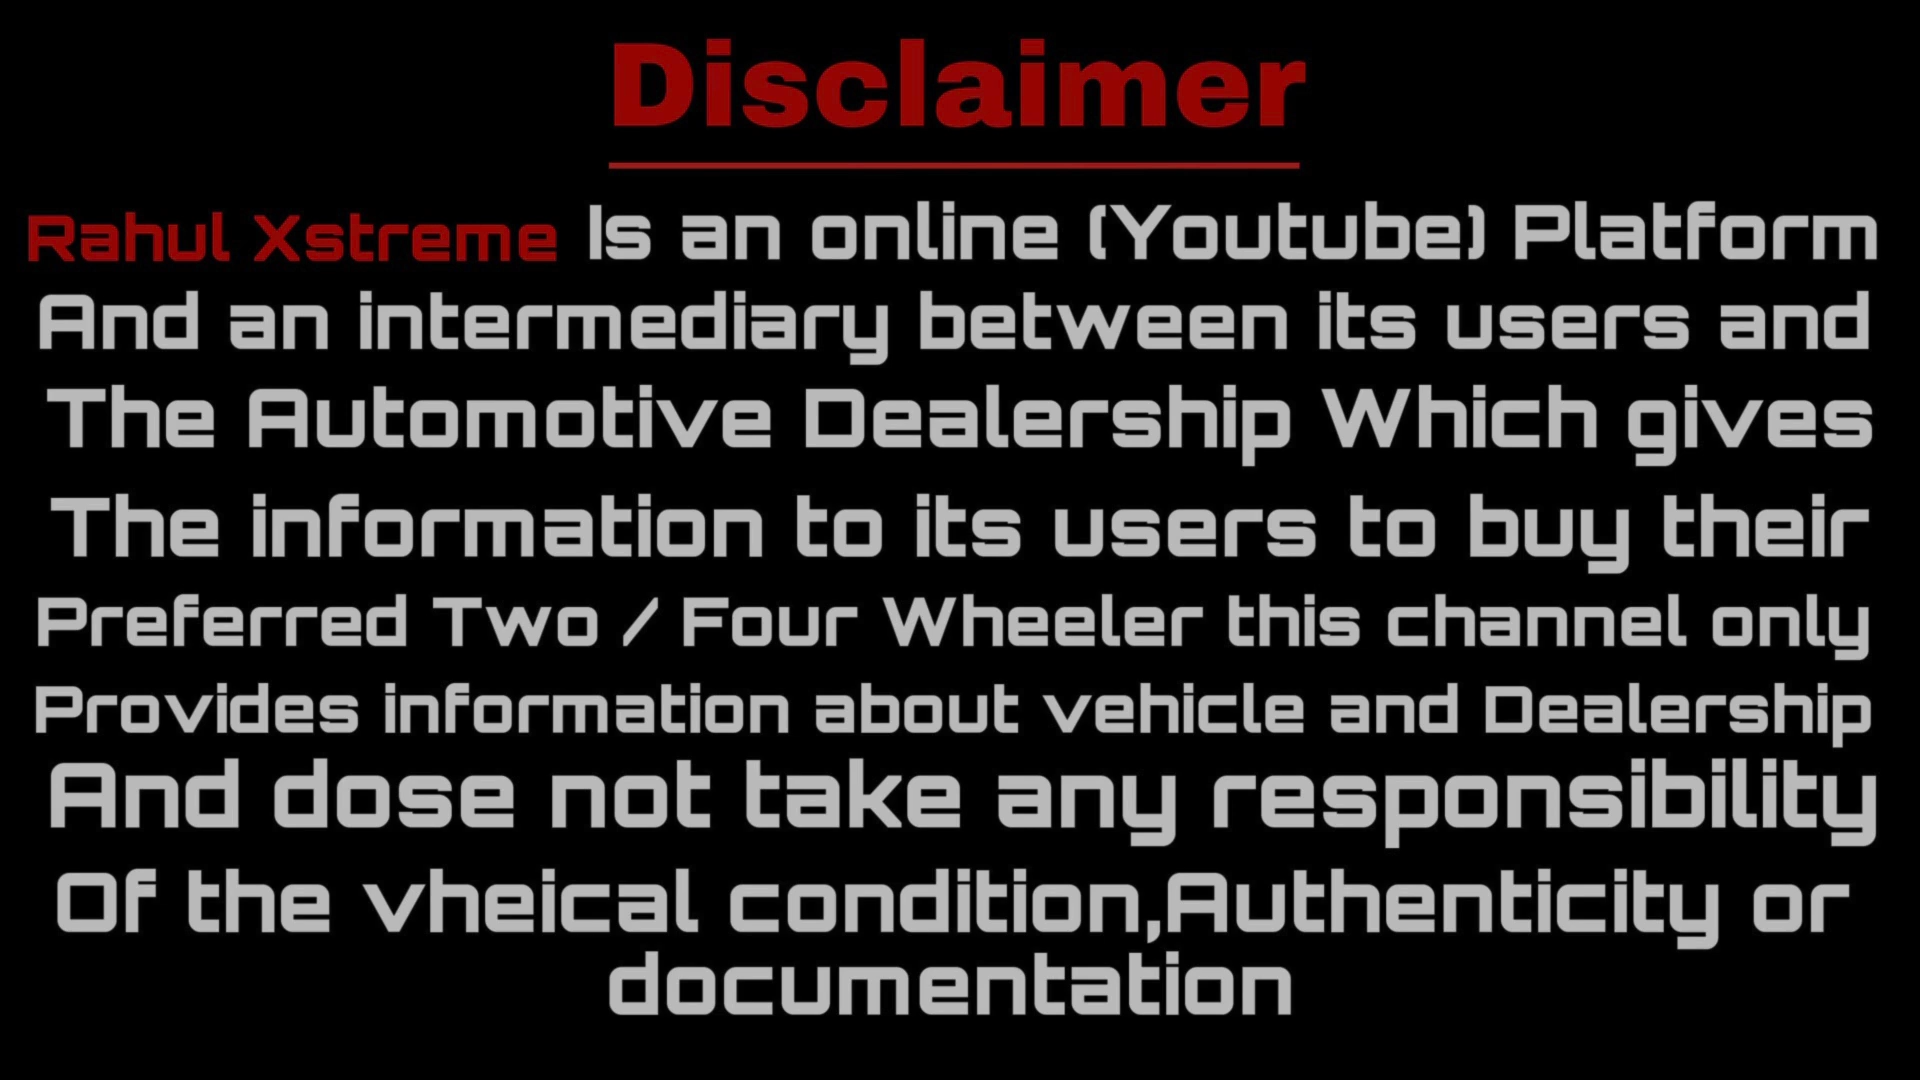 Disclaimer
Rahul Xstreme Is an online (Youtube) Platform
And an intermediary between its users and
The Automotive Dealership Which gives
The information to its users to buy their
Preferred Two / Four Wheeler this channel only
Provides information about vehicle and Dealership
And dose not take any responsibility
Of the vheical condition,Authenticity or
documentation